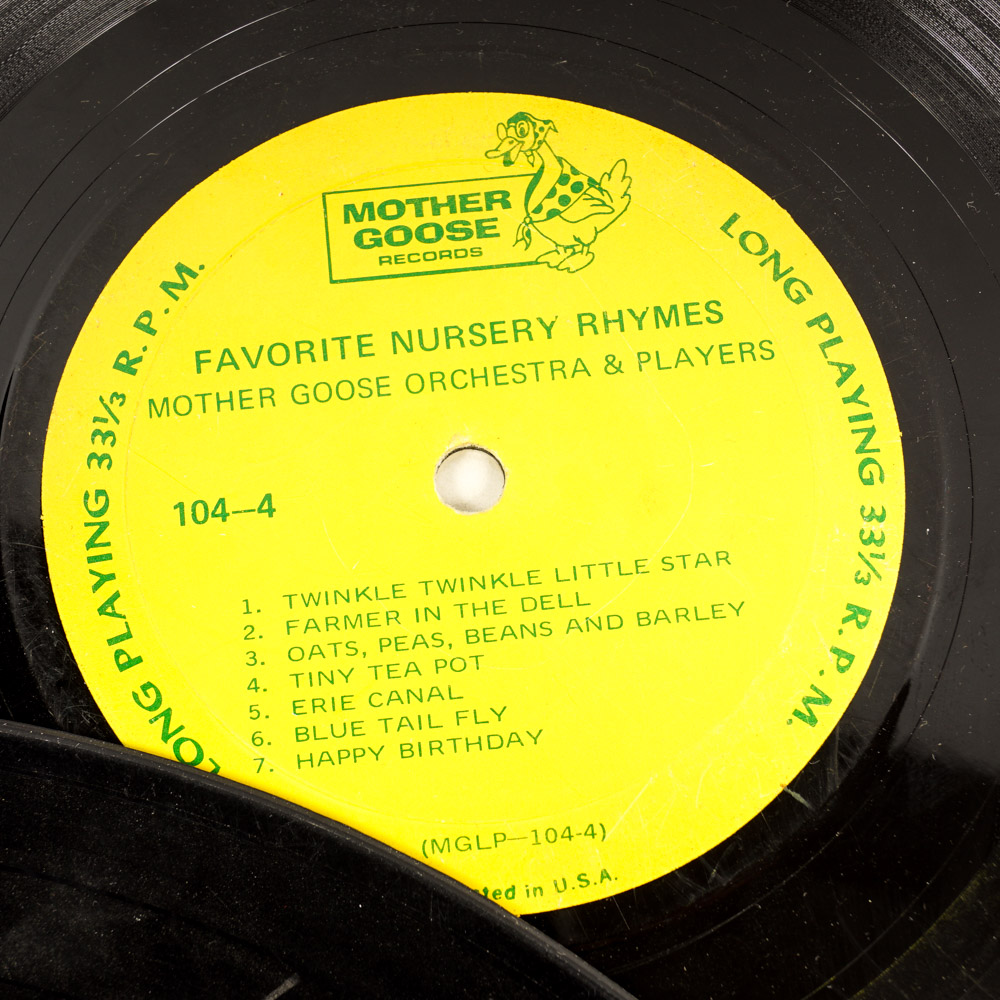 MOTHER
GOOSE
RECORDS
LONG PLAYING 33⅓ R.P.M.
LONG PLAYING 33⅓ R.P.M.
FAVORITE NURSERY RHYMES
MOTHER GOOSE ORCHESTRA & PLAYERS
104--4
1. TWINKLE TWINKLE LITTLE STAR
2. FARMER IN THE DELL
3. OATS, PEAS, BEANS AND BARLEY
4. TINY TEA POT
5. ERIE CANAL
6. BLUE TAIL FLY
7. HAPPY BIRTHDAY
(MGLP—104-4)
in U.S.A.